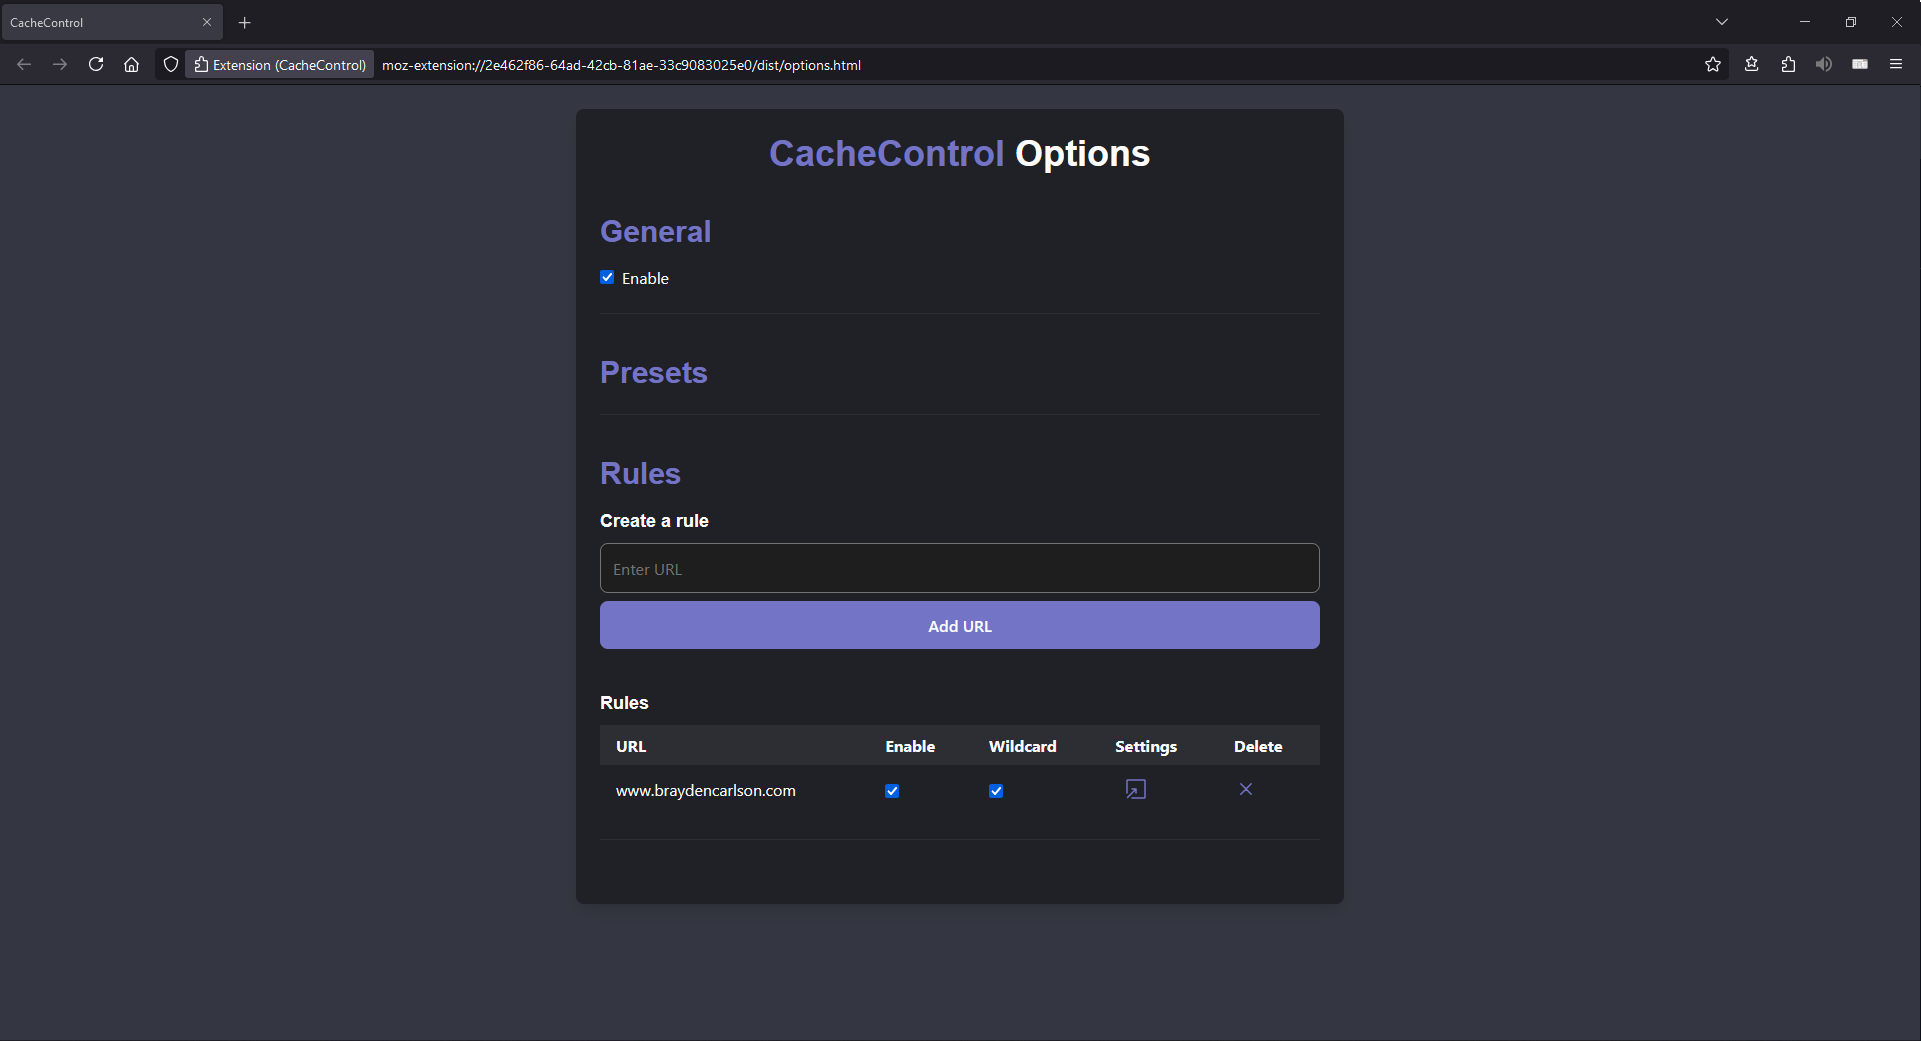 CacheControl
Extension (CacheControl) moz-extension://2e462f86-64ad-42cb-81ae-33c9083025e0/dist/options.html
CacheControl Options
General
Enable
Presets
Rules
Create a rule
Enter URL
Add URL
Rules
URL Enable Wildcard Settings Delete
www.braydencarlson.com